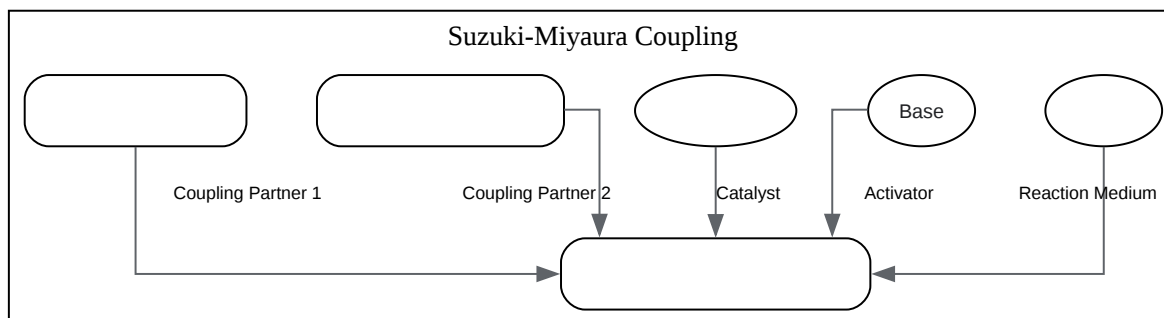 Suzuki-Miyaura Coupling
Base
Coupling Partner 1
Coupling Partner 2
Catalyst
Activator
Reaction Medium